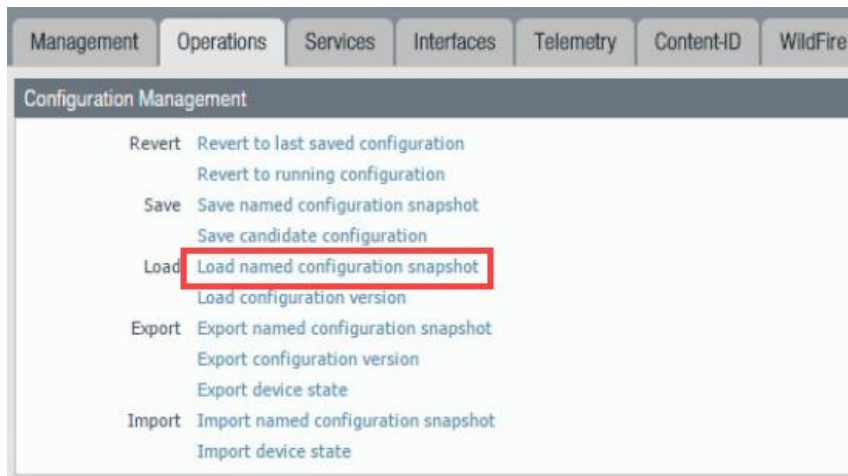 Management Operations Services Interfaces Telemetry Content-ID WildFire
Configuration Management
Revert Revert to last saved configuration
Revert to running configuration
Save Save named configuration snapshot
Save candidate configuration
Load Load named configuration snapshot
Load configuration version
Export Export named configuration snapshot
Export configuration version
Export device state
Import Import named configuration snapshot
Import device state